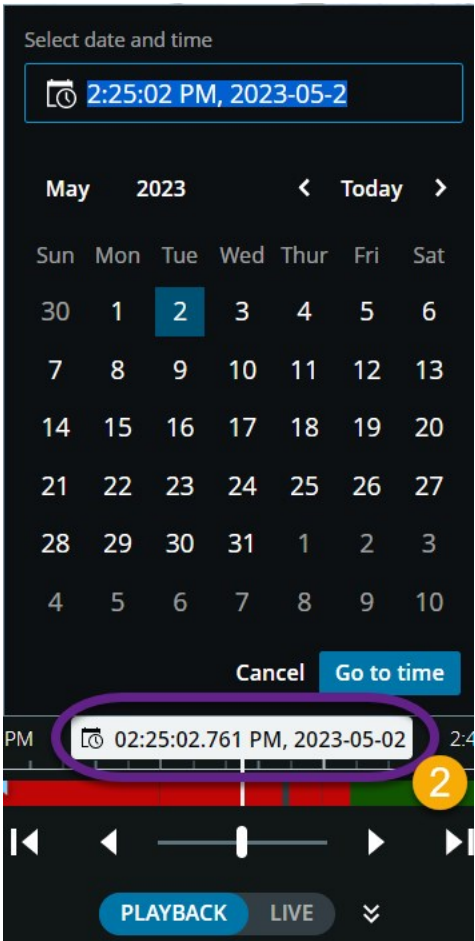 Select date and time
2:25:02 PM, 2023-05-2
May 2023 Today
Sun Mon Tue Wed Thur Fri Sat
30 1 2 3 4 5 6
7 8 9 10 11 12 13
14 15 16 17 18 19 20
21 22 23 24 25 26 27
28 29 30 31 1 2 3
4 5 6 7 8 9 10
Cancel Go to time
PM 02:25:02.761 PM, 2023-05-02 2:4
2
PLAYBACK LIVE